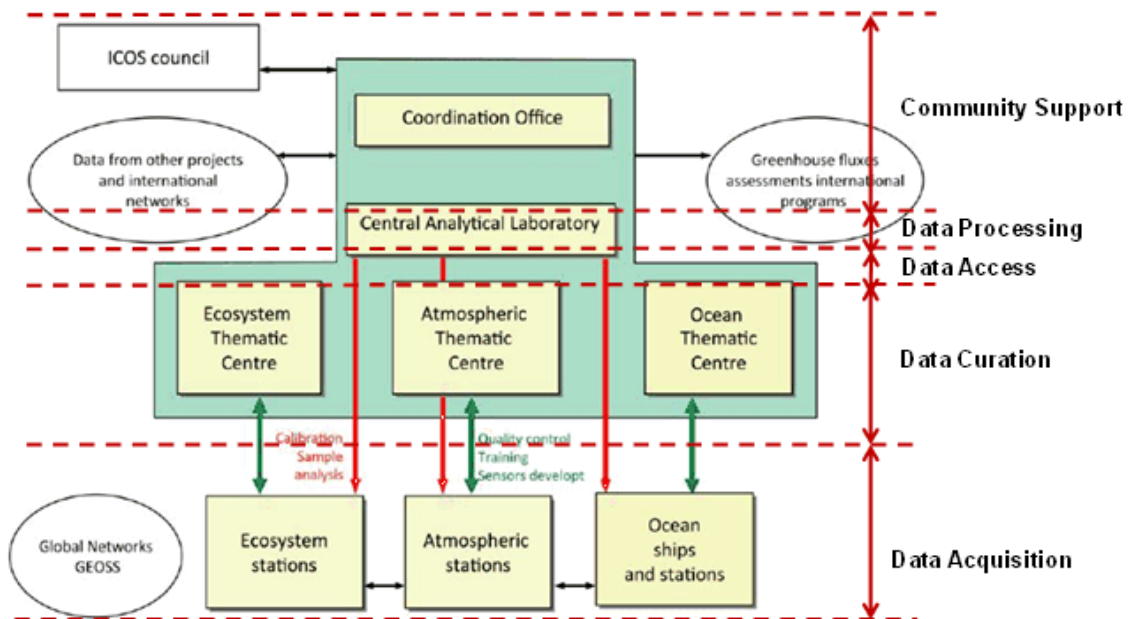 ICOS council
Community Support
Coordination Office
Data from other projects
and international
networks
Greenhouse fluxes
assessments international
programs
Central Analytical Laboratory
Data Processing
Data Access
Ecosystem
Thematic
Centre
Atmospheric
Thematic
Centre
Ocean
Thematic
Centre
Data Curation
Calibration
Sample
analysis
Quality control
Training
Sensors developt
Global Networks
GEOSS
Ecosystem
stations
Atmospheric
stations
Ocean
ships
and stations
Data Acquisition